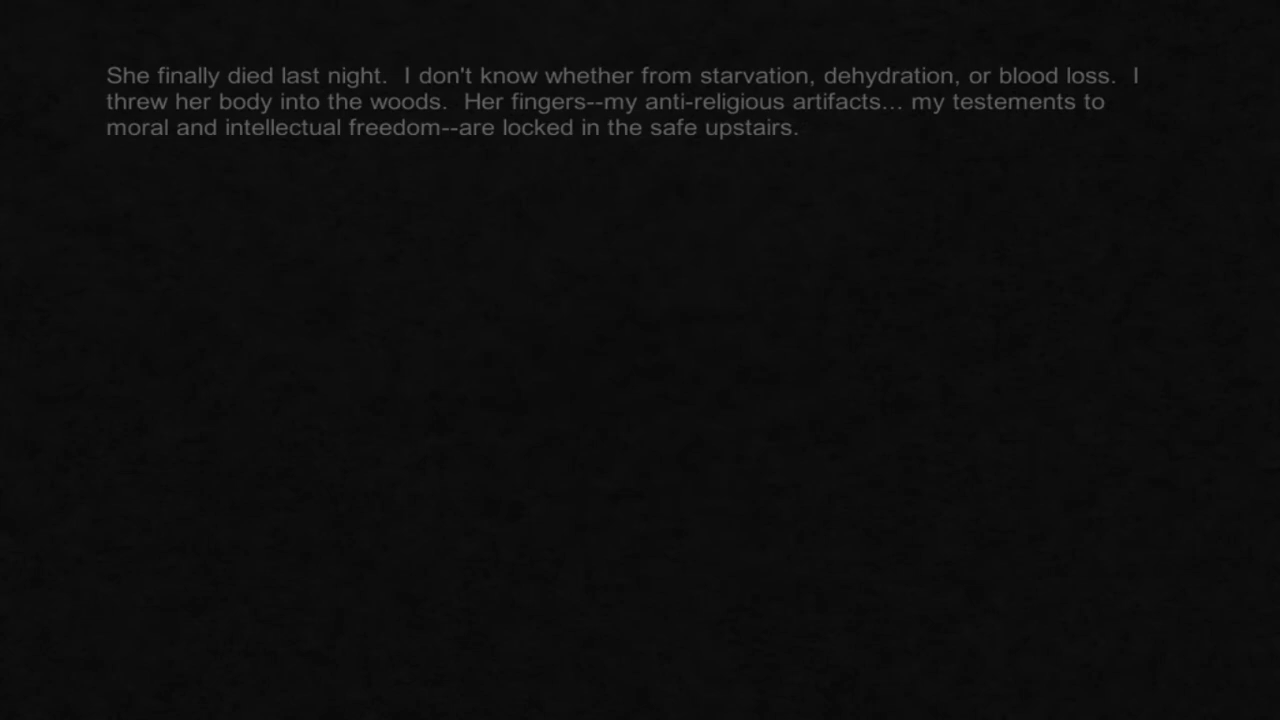 She finally died last night.  I don't know whether from starvation, dehydration, or blood loss.  I
threw her body into the woods.  Her fingers--my anti-religious artifacts... my testements to
moral and intellectual freedom--are locked in the safe upstairs.